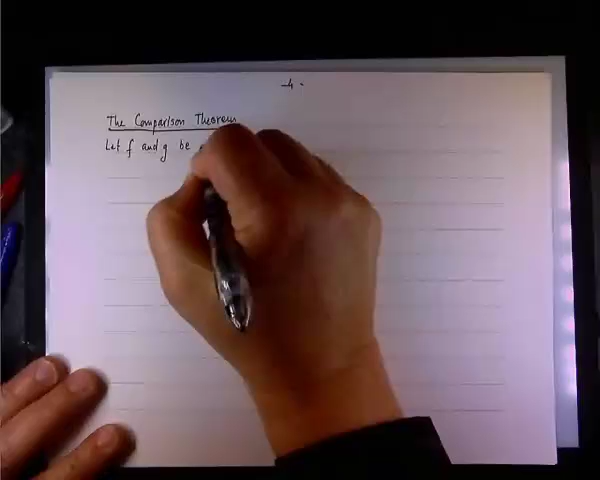 -4-
The Comparison Theorem
Let f and g be